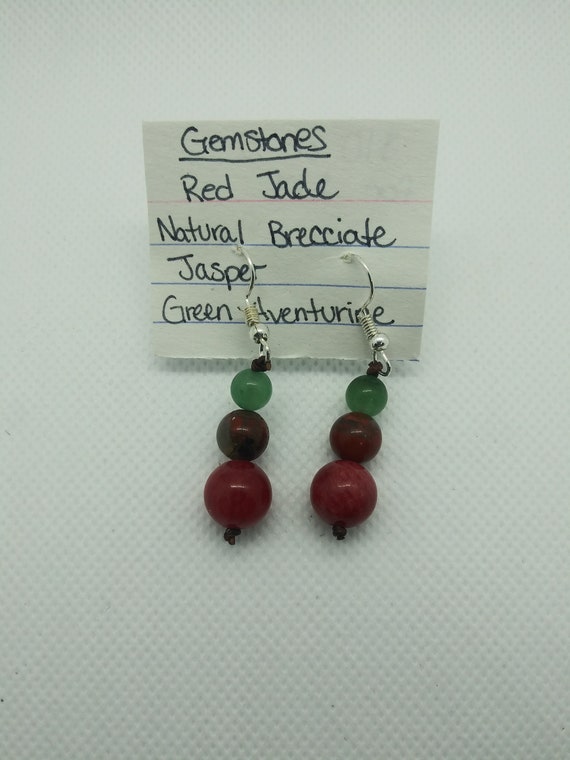 Gemstones
Red Jade
Natural Brecciate
Jasper
Green Aventurine